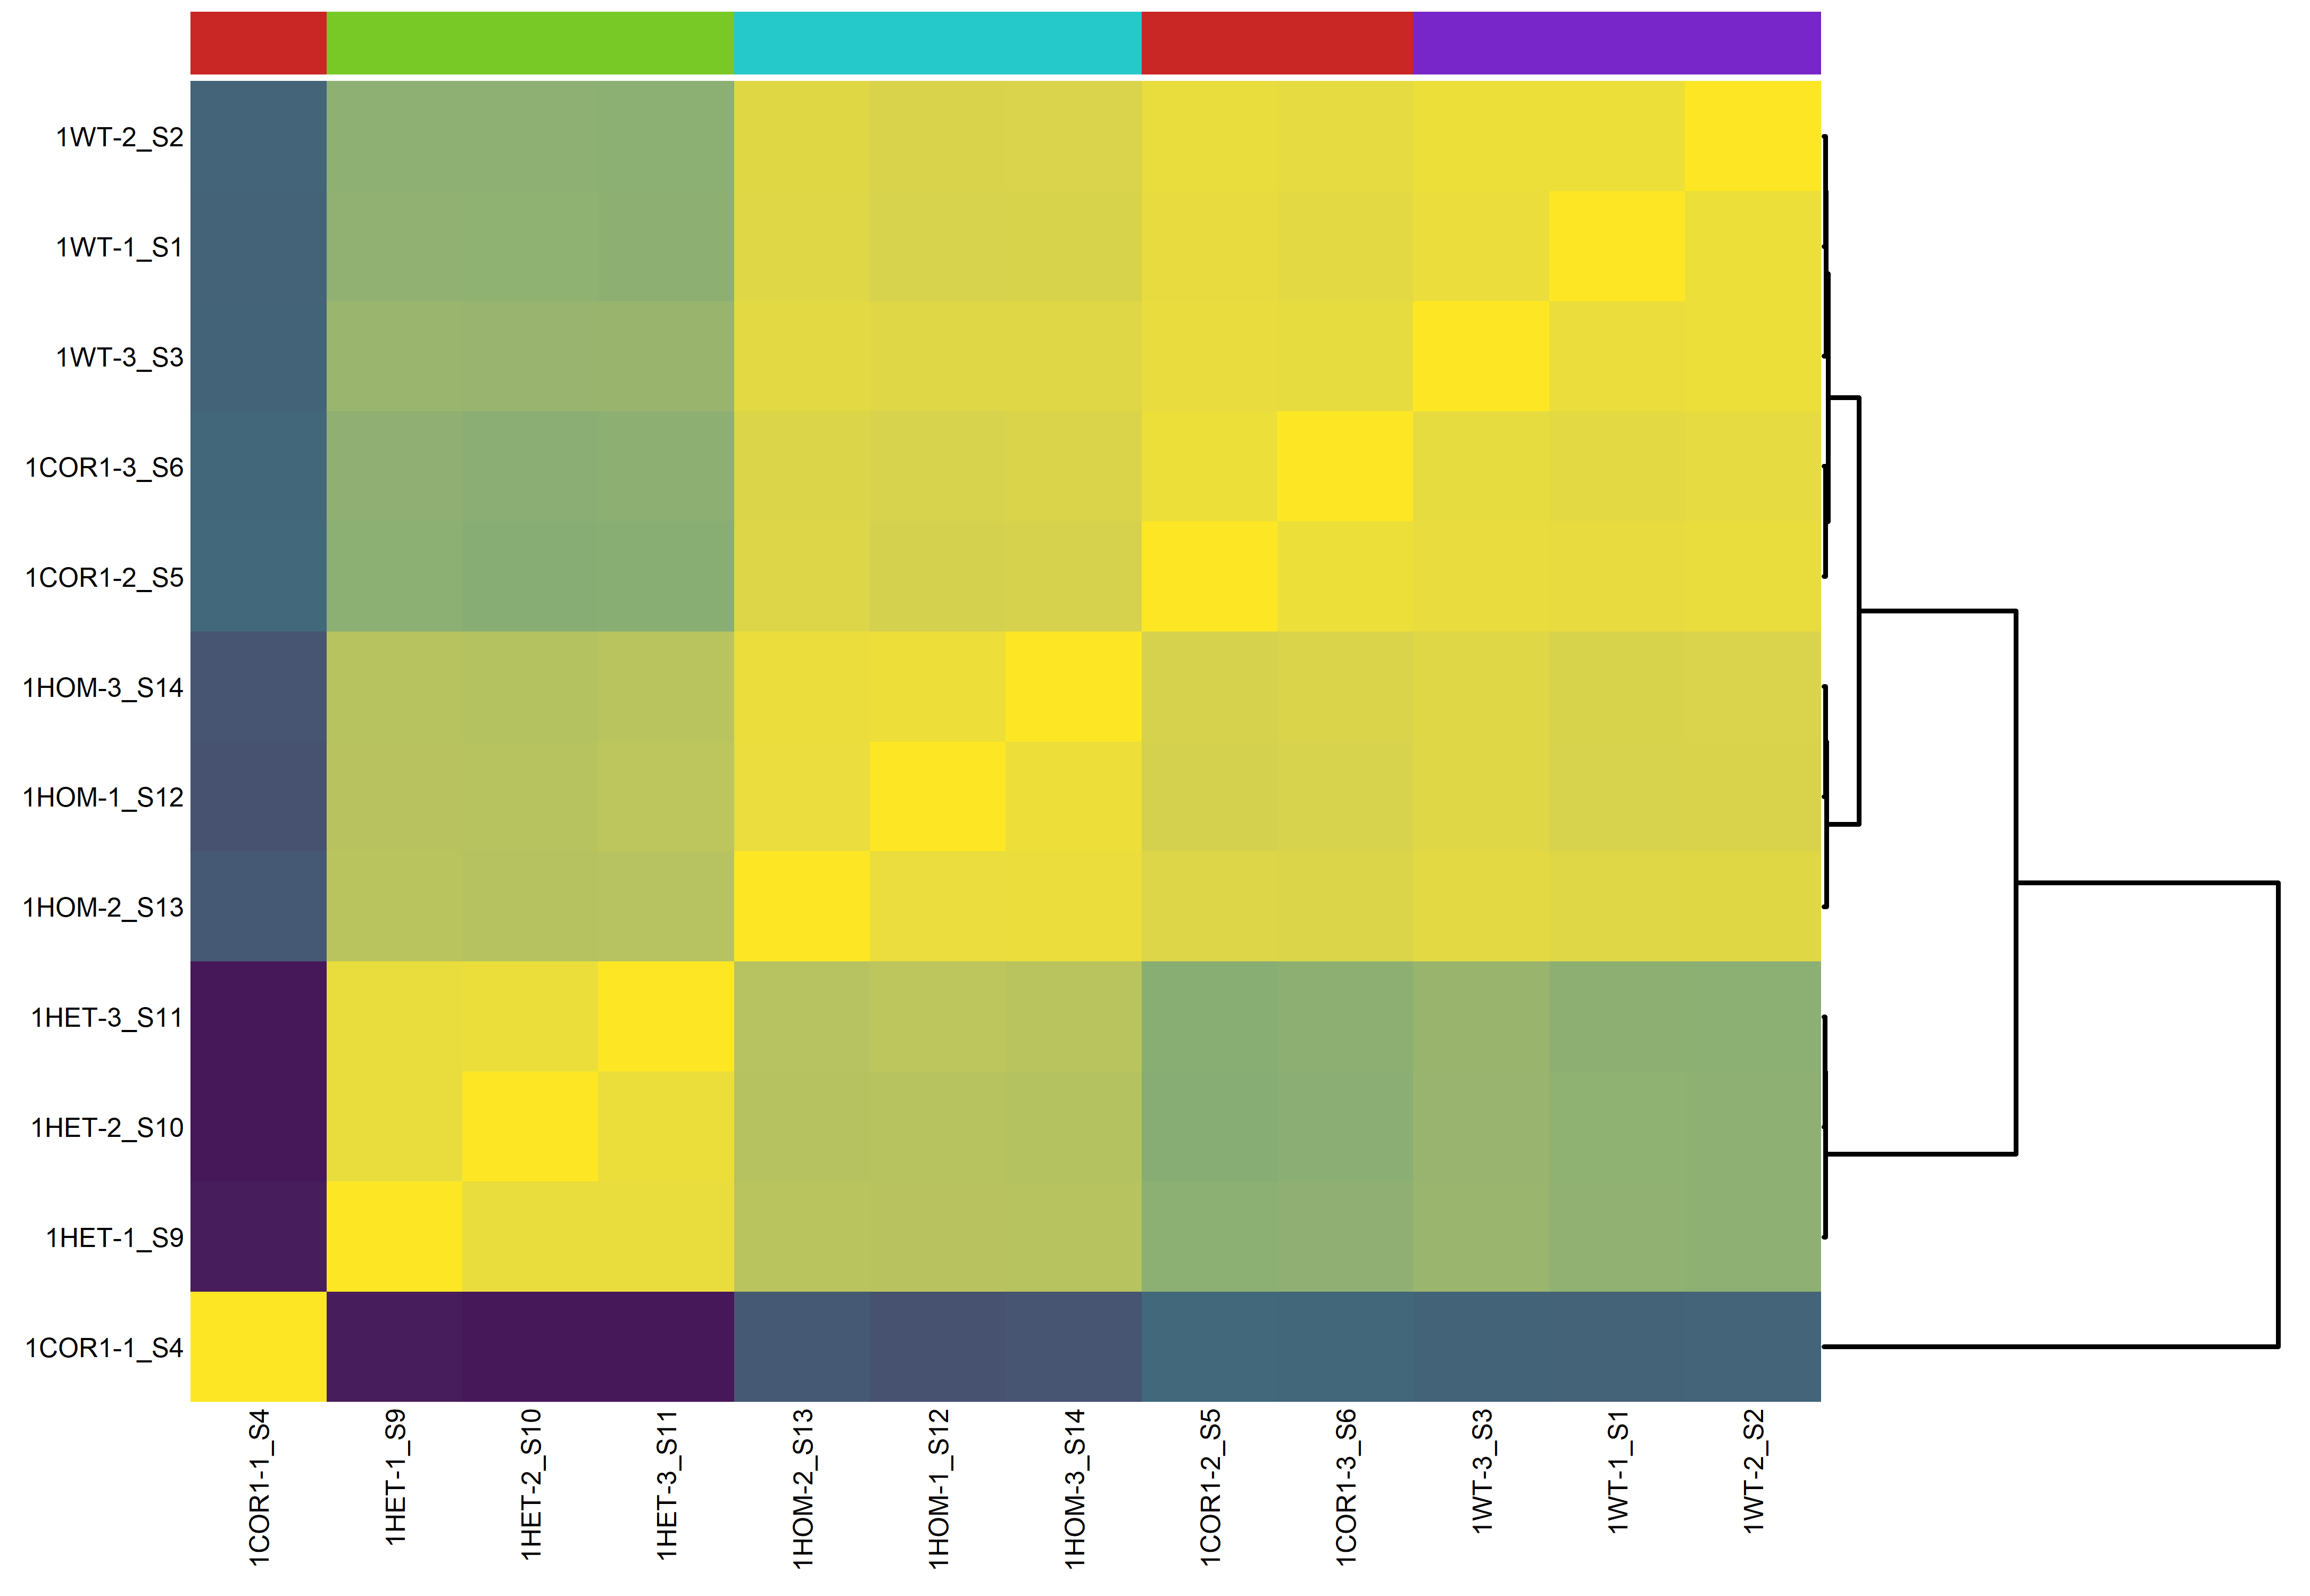 1WT-2_S2
1WT-1_S1
1WT-3_S3
1COR1-3_S6
1COR1-2_S5
1HOM-3_S14
1HOM-1_S12
1HOM-2_S13
1HET-3_S11
1HET-2_S10
1HET-1_S9
1COR1-1_S4
1COR1-1_S4
1HET-1_S9
1HET-2_S10
1HET-3_S11
1HOM-2_S13
1HOM-1_S12
1HOM-3_S14
1COR1-2_S5
1COR1-3_S6
1WT-3_S3
1WT-1_S1
1WT-2_S2